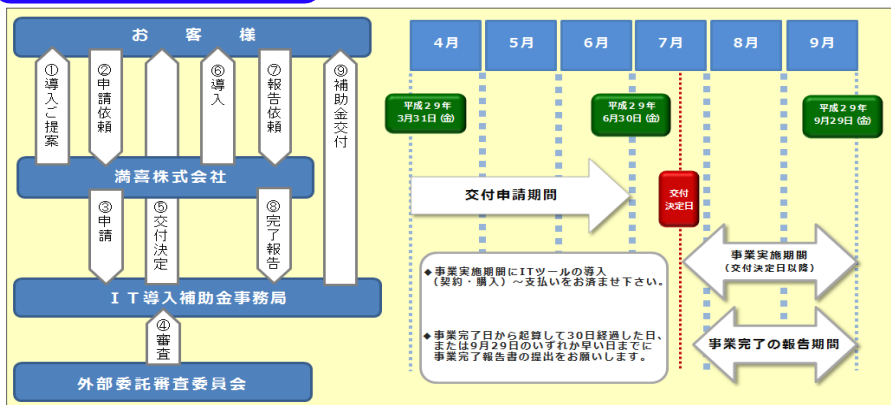 お客様
①導入ご提案
②申請依頼
⑥導入
⑦報告依頼
⑨補助金交付
満喜株式会社
③申請
⑤交付決定
⑧完了報告
IT導入補助金事務局
④審査
外部委託審査委員会
4月
5月
6月
7月
8月
9月
平成29年
3月31日(金)
平成29年
6月30日(金)
平成29年
9月29日(金)
交付申請期間
交付
決定日
事業実施期間
(交付決定日以降)
◆事業実施期間にITツールの導入
(契約・購入)~支払いをお済ませ下さい。
◆事業完了日から起算して30日経過した日、
または9月29日のいずれか早い日までに
事業完了報告書の提出をお願いします。
事業完了の報告期間